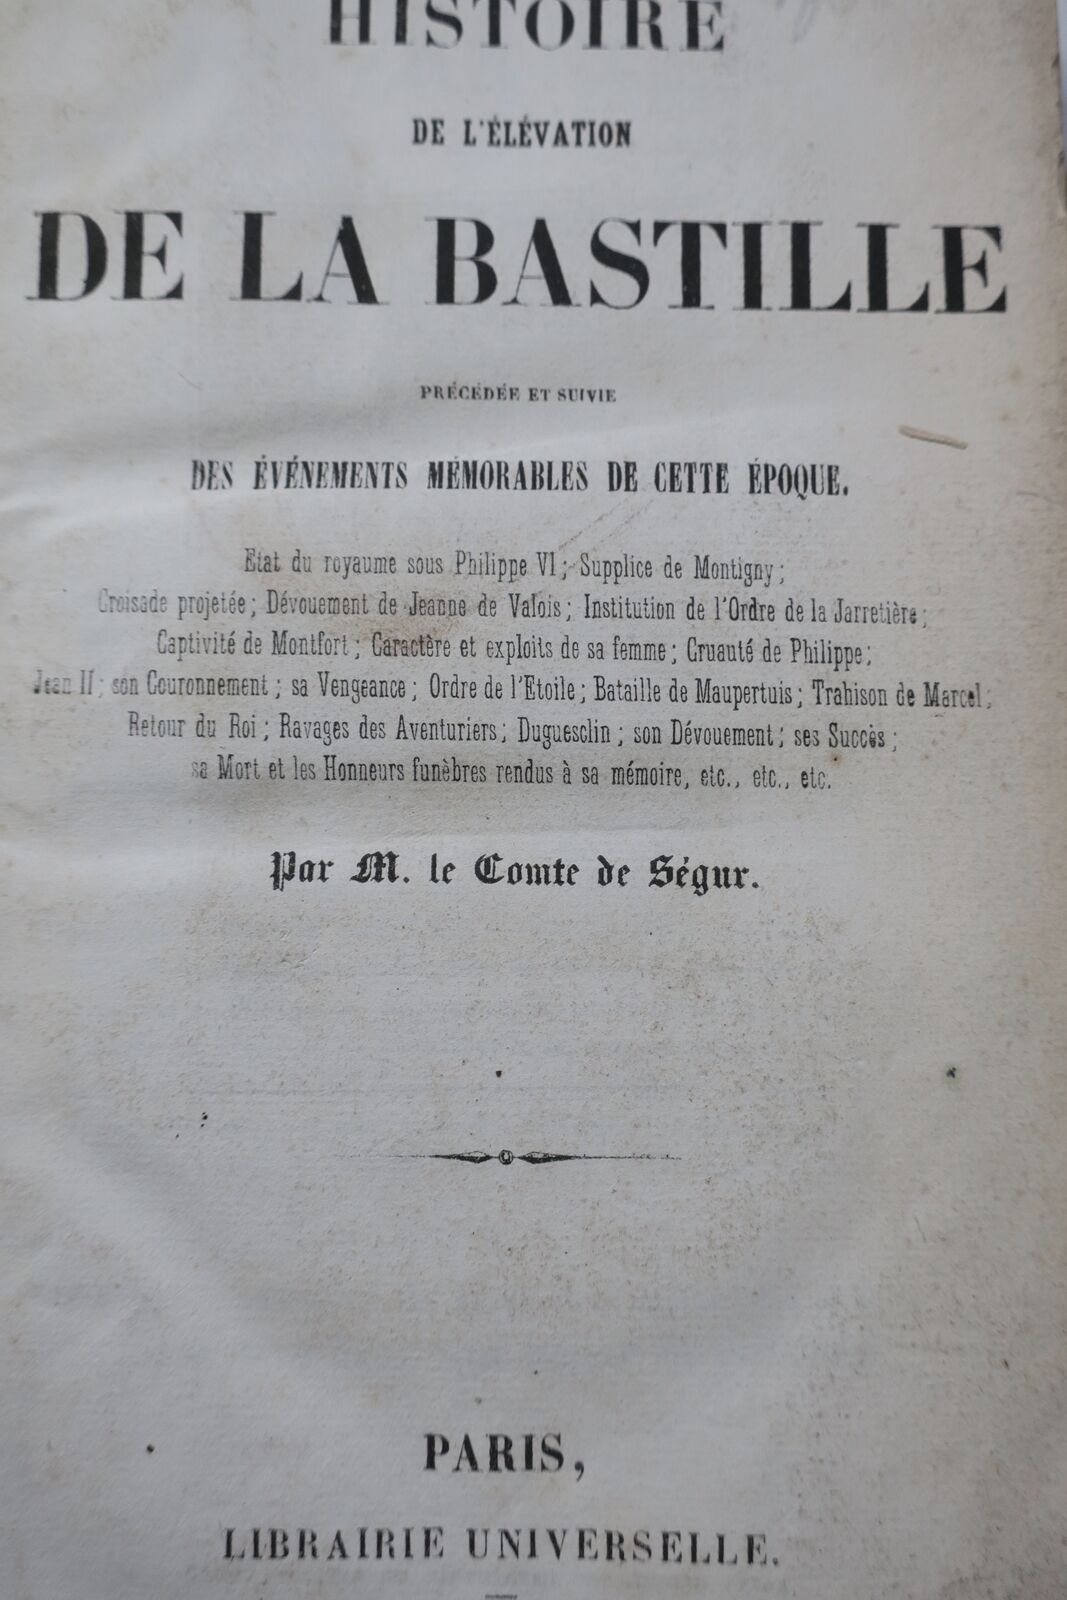 HISTOIRE
DE L'ÉLÉVATION
DE LA BASTILLE
PRÉCÉDÉE ET SUIVIE
DES ÉVÉNEMENTS MÉMORABLES DE CETTE ÉPOQUE.
Etat du royaume sous Philippe VI; Supplice de Montigny;
Croisade projetée; Dévouement de Jeanne de Valois; Institution de l'Ordre de la Jarretière;
Captivité de Montfort; Caractère et exploits de sa femme; Cruauté de Philippe;
Jean II; son Couronnement; sa Vengeance; Ordre de l'Etoile; Bataille de Maupertuis; Trahison de Marcel;
Retour du Roi; Ravages des Aventuriers; Duguesclin; son Dévouement; ses Succès;
sa Mort et les Honneurs funèbres rendus à sa mémoire, etc., etc., etc.
Par M. le Comte de Ségur.
PARIS,
LIBRAIRIE UNIVERSELLE.